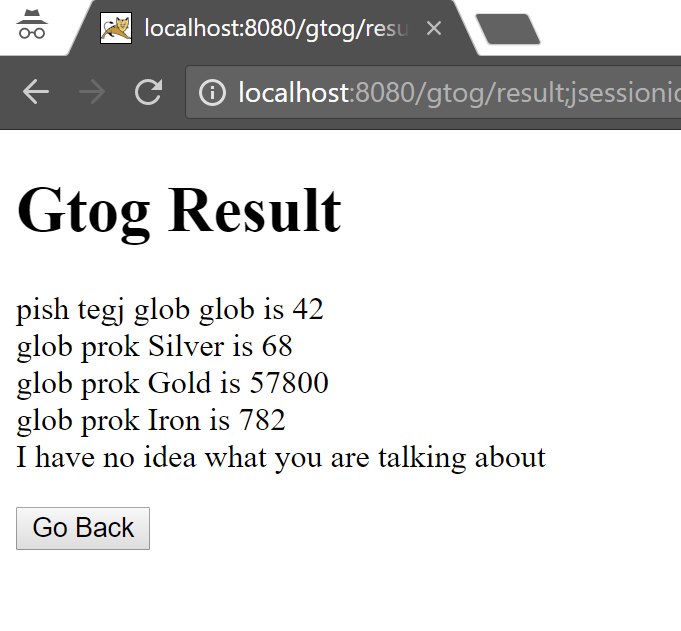 localhost:8080/gtog/resu
localhost:8080/gtog/result;jsessionid
Gtog Result
pish tegj glob glob is 42
glob prok Silver is 68
glob prok Gold is 57800
glob prok Iron is 782
I have no idea what you are talking about
Go Back